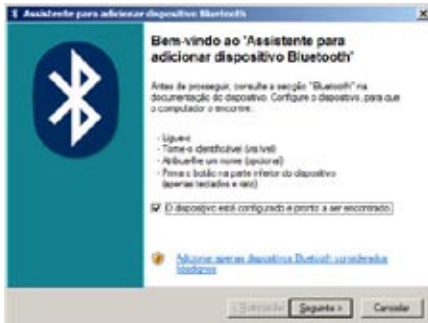 Assistente para adicionar dispositivo Bluetooth
Bem-vindo ao 'Assistente para
adicionar dispositivo Bluetooth'
Antes de prosseguir, consulte a secção "Bluetooth" na
documentação do dispositivo. Configure o dispositivo, para que
o computador o encontre:
- Ligue-o
- Torne-o identificável (visível)
- Atribua-lhe um nome (opcional)
- Prima o botão na parte inferior do dispositivo
(apenas teclados e rato)
O dispositivo está configurado e pronto a ser encontrado.
Adicionar apenas dispositivos Bluetooth considerados
fidedignos
< Anterior Seguinte > Cancelar